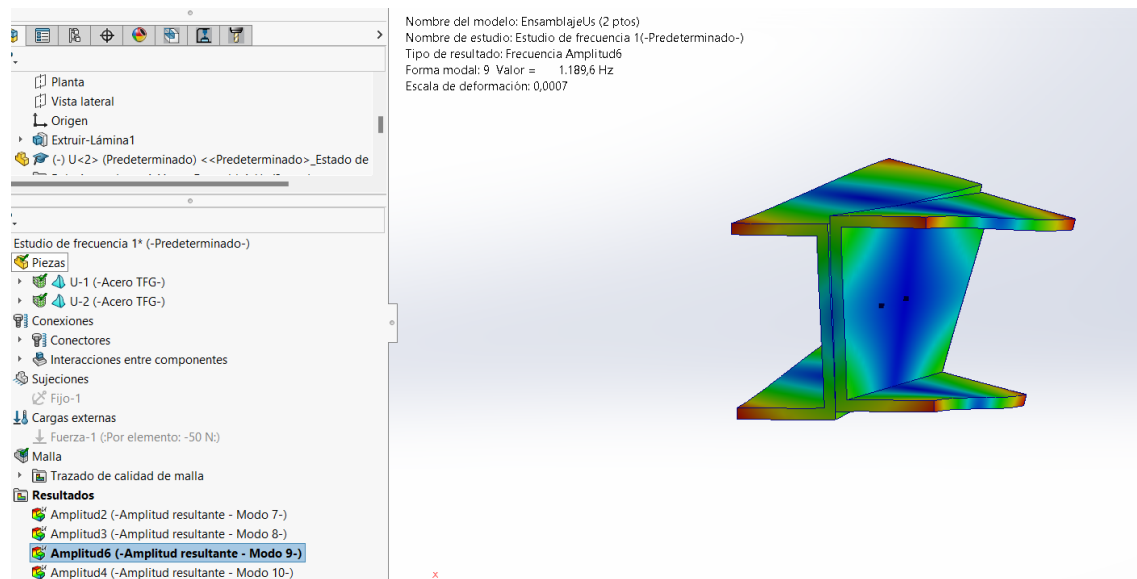 Nombre del modelo: EnsamblajeUs (2 ptos)
Nombre de estudio: Estudio de frecuencia 1(-Predeterminado-)
Tipo de resultado: Frecuencia Amplitud6
Forma modal: 9 Valor = 1.189,6 Hz
Escala de deformación: 0,0007
Planta
Vista lateral
Origen
Extruir-Lámina1
(-) U<2> (Predeterminado) <<Predeterminado>_Estado de
Estudio de frecuencia 1* (-Predeterminado-)
Piezas
U-1 (-Acero TFG-)
U-2 (-Acero TFG-)
Conexiones
Conectores
Interacciones entre componentes
Sujeciones
Fijo-1
Cargas externas
Fuerza-1 (:Por elemento: -50 N:)
Malla
Trazado de calidad de malla
Resultados
Amplitud2 (-Amplitud resultante - Modo 7-)
Amplitud3 (-Amplitud resultante - Modo 8-)
Amplitud6 (-Amplitud resultante - Modo 9-)
Amplitud4 (-Amplitud resultante - Modo 10-)
x